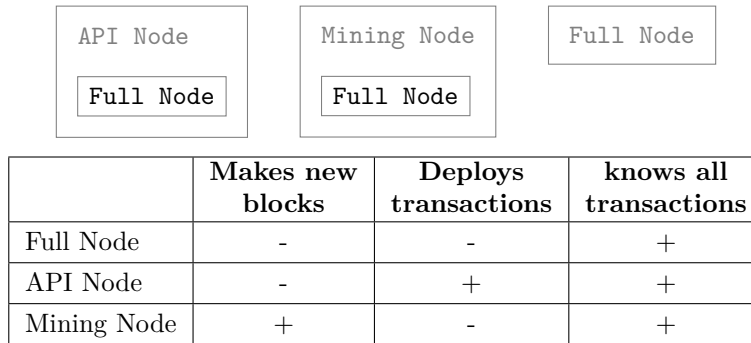 API Node Mining Node Full Node
Full Node Full Node
Makes new Deploys knows all
blocks transactions transactions
Full Node - - +
API Node - + +
Mining Node + - +